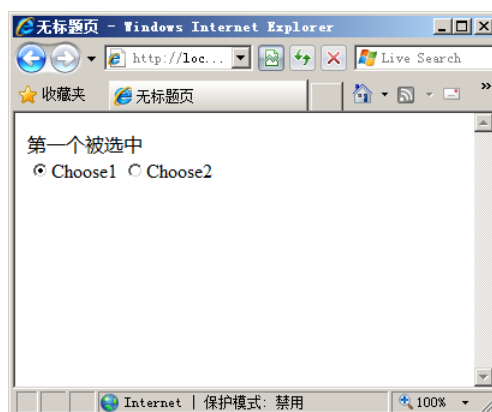 无标题页 - Windows Internet Explorer
http://loc... Live Search
收藏夹 无标题页 »
第一个被选中
Choose1 Choose2
Internet | 保护模式: 禁用 100%